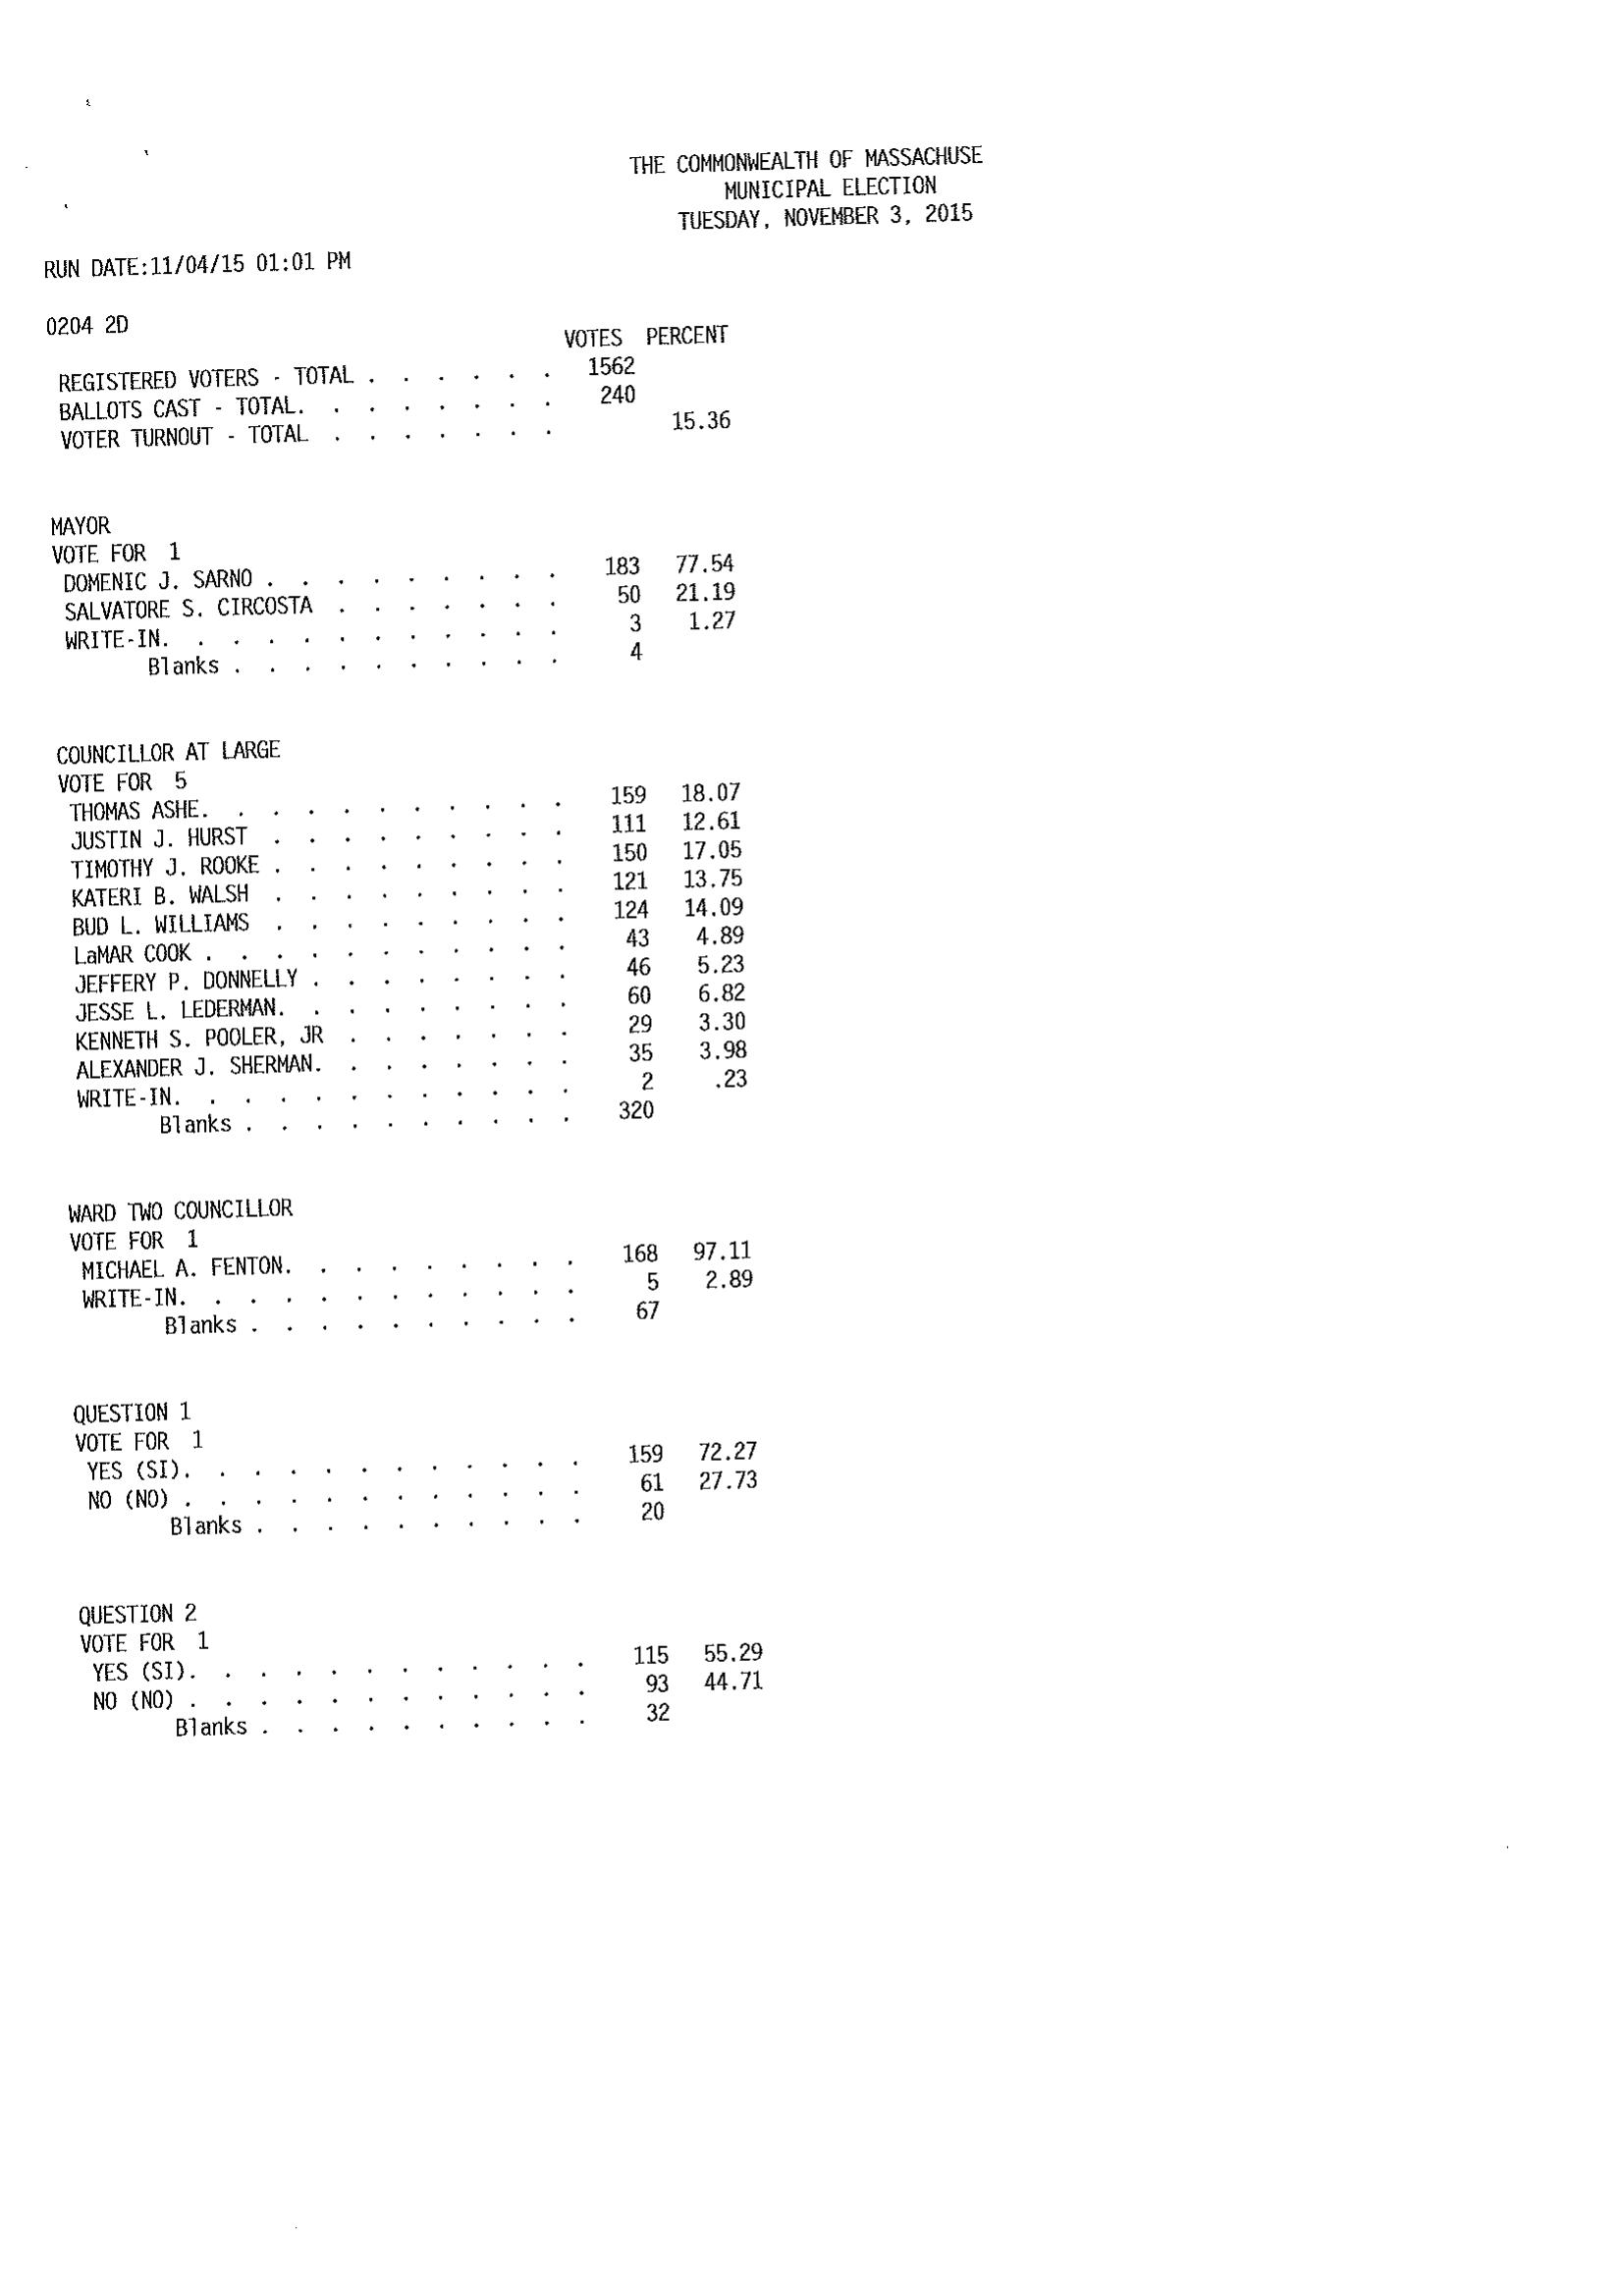 THE COMMONWEALTH OF MASSACHUSE
MUNICIPAL ELECTION
TUESDAY, NOVEMBER 3, 2015
RUN DATE:11/04/15 01:01 PM
0204 2D
VOTES PERCENT
REGISTERED VOTERS - TOTAL . . . . . . 1562
BALLOTS CAST - TOTAL. . . . . . . . 240
VOTER TURNOUT - TOTAL . . . . . . . 15.36
MAYOR
VOTE FOR 1
DOMENIC J. SARNO . . . . . . . . . 183 77.54
SALVATORE S. CIRCOSTA . . . . . . . 50 21.19
WRITE-IN. . . . . . . . . . . . 3 1.27
Blanks . . . . . . . . . . 4
COUNCILLOR AT LARGE
VOTE FOR 5
THOMAS ASHE. . . . . . . . . . . 159 18.07
JUSTIN J. HURST . . . . . . . . . 111 12.61
TIMOTHY J. ROOKE . . . . . . . . . 150 17.05
KATERI B. WALSH . . . . . . . . . 121 13.75
BUD L. WILLIAMS . . . . . . . . . 124 14.09
LaMAR COOK . . . . . . . . . . . 43 4.89
JEFFERY P. DONNELLY . . . . . . . . 46 5.23
JESSE L. LEDERMAN. . . . . . . . . 60 6.82
KENNETH S. POOLER, JR . . . . . . . 29 3.30
ALEXANDER J. SHERMAN. . . . . . . . 35 3.98
WRITE-IN. . . . . . . . . . . . 2 .23
Blanks . . . . . . . . . . 320
WARD TWO COUNCILLOR
VOTE FOR 1
MICHAEL A. FENTON. . . . . . . . . 168 97.11
WRITE-IN. . . . . . . . . . . . 5 2.89
Blanks . . . . . . . . . . 67
QUESTION 1
VOTE FOR 1
YES (SI). . . . . . . . . . . . 159 72.27
NO (NO) . . . . . . . . . . . . 61 27.73
Blanks . . . . . . . . . . 20
QUESTION 2
VOTE FOR 1
YES (SI). . . . . . . . . . . . 115 55.29
NO (NO) . . . . . . . . . . . . 93 44.71
Blanks . . . . . . . . . . 32